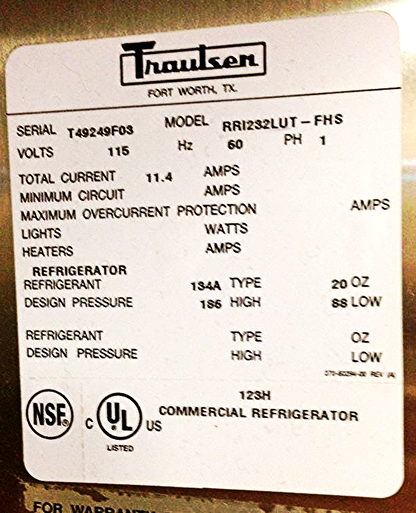 Traulsen
FORT WORTH, TX.
SERIAL T49249F03 MODEL RRI232LUT-FHS
VOLTS 115 Hz 60 PH 1
TOTAL CURRENT 11.4 AMPS
MINIMUM CIRCUIT AMPS
MAXIMUM OVERCURRENT PROTECTION AMPS
LIGHTS WATTS
HEATERS AMPS
REFRIGERATOR
REFRIGERANT 134A TYPE 20 OZ
DESIGN PRESSURE 186 HIGH 88 LOW
REFRIGERANT TYPE OZ
DESIGN PRESSURE HIGH LOW
REV (A)
123H
COMMERCIAL REFRIGERATOR
NSF®
C UL® US
LISTED
FOR WARRANTY